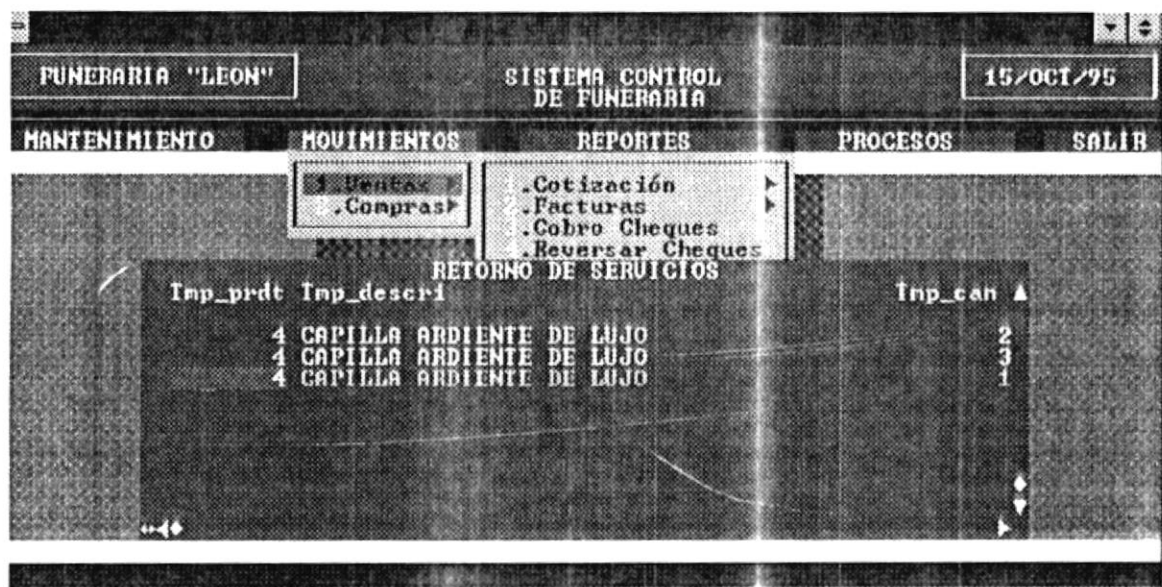 FUNERARIA "LEON"
SISTEMA CONTROL
DE FUNERARIA
15/OCT/95
MANTENIMIENTO MOVIMIENTOS REPORTES PROCESOS SALIR
1.Ventas
.Compras
.Cotización
.Facturas
.Cobro Cheques
.Reversar Cheques
RETORNO DE SERVICIOS
Tmp_prdt Tmp_descri Tmp_can
4 CAPILLA ARDIENTE DE LUJO 2
4 CAPILLA ARDIENTE DE LUJO 3
4 CAPILLA ARDIENTE DE LUJO 1